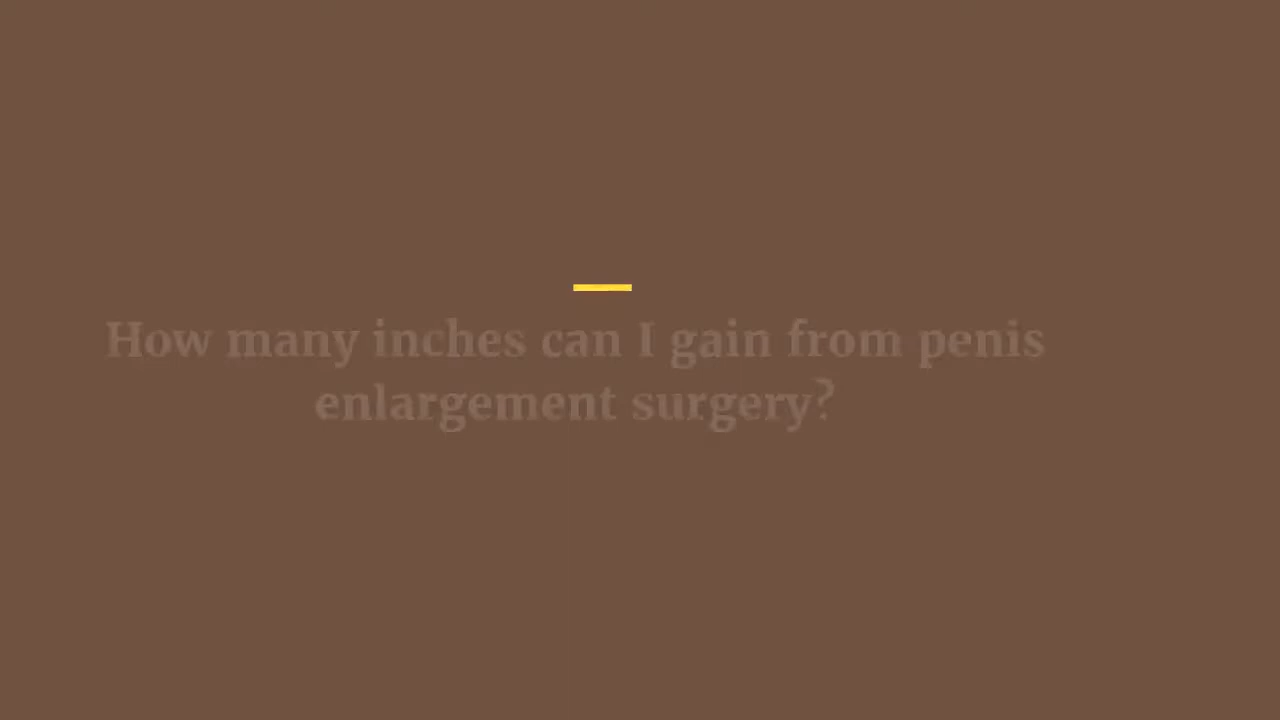 How many inches can I gain from penis
enlargement surgery?